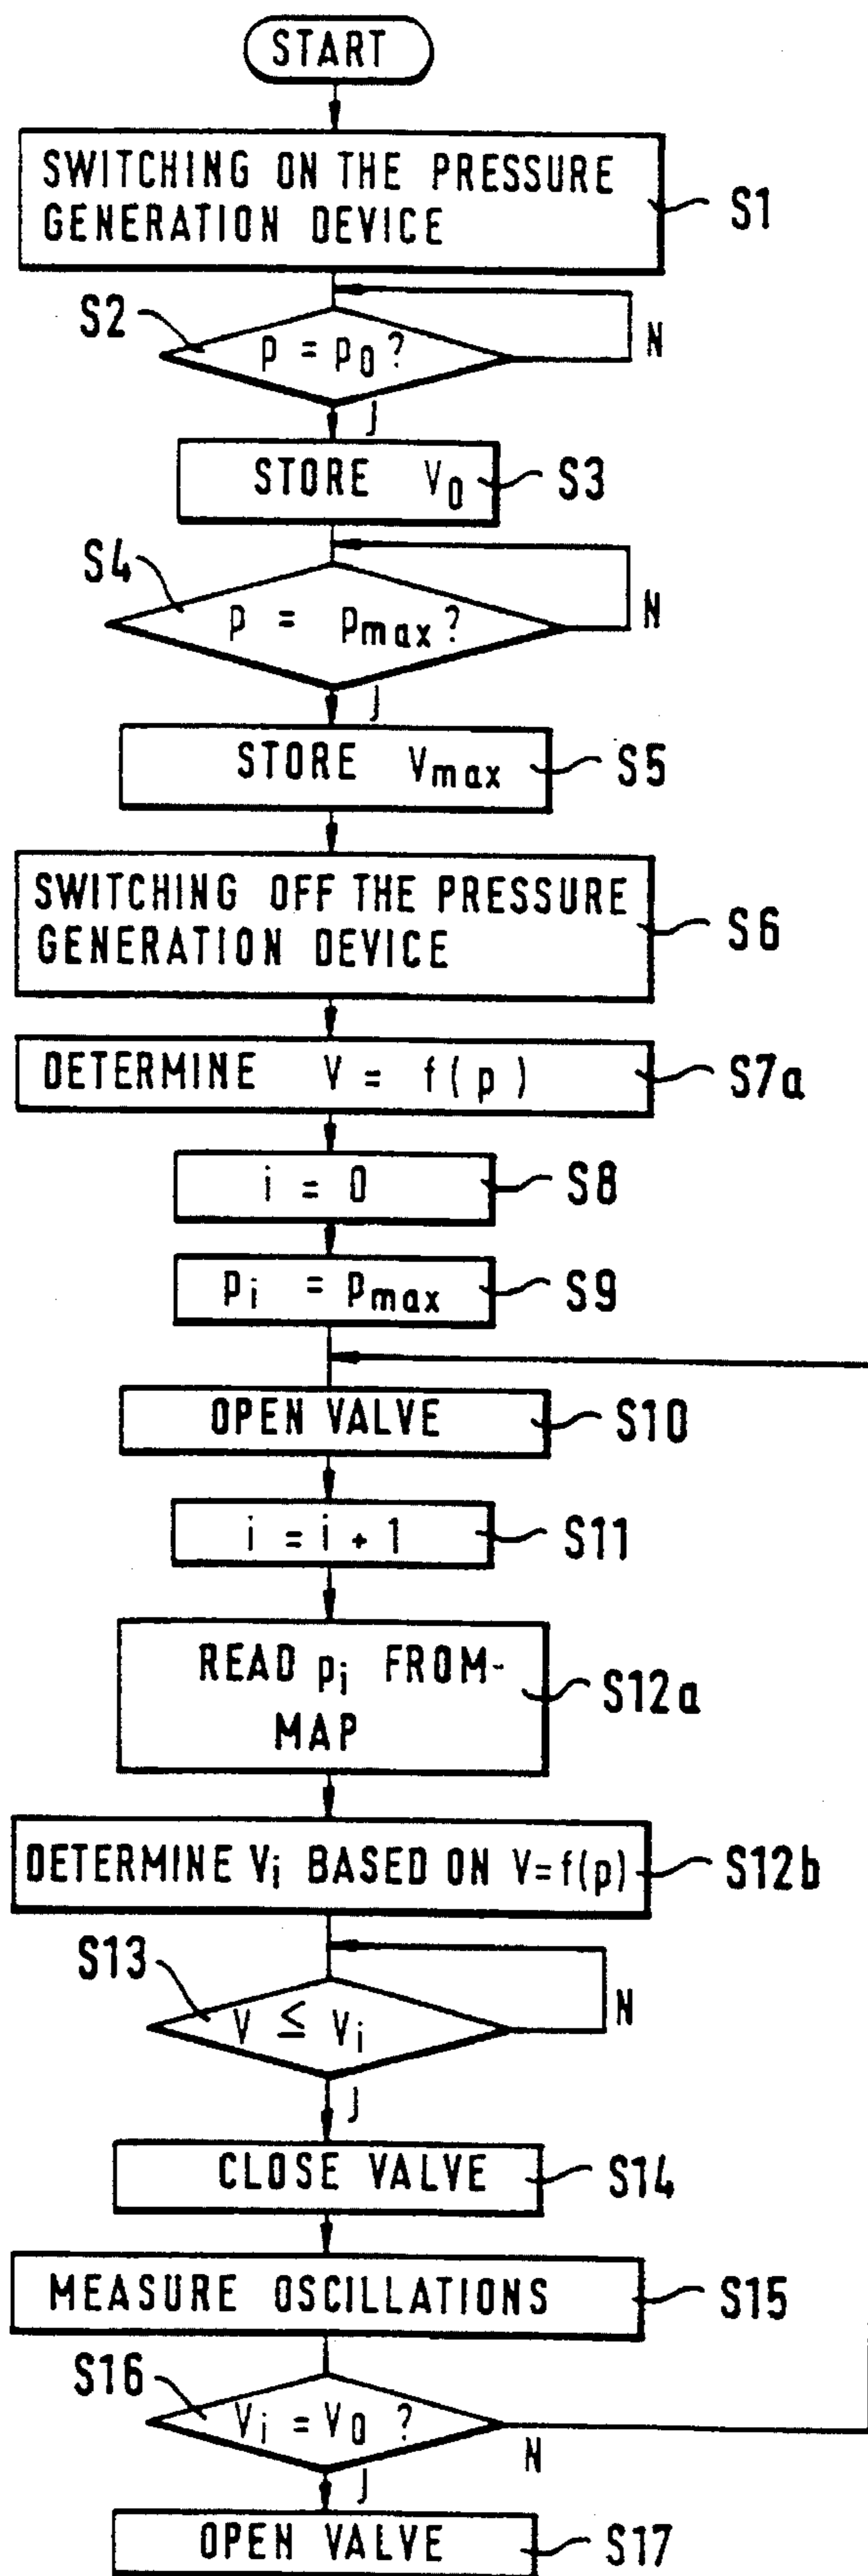 START
SWITCHING ON THE PRESSURE
GENERATION DEVICE
S1
S2
p = p0 ?
N
J
STORE V0
S3
S4
p = pmax ?
N
J
STORE Vmax
S5
SWITCHING OFF THE PRESSURE
GENERATION DEVICE
S6
DETERMINE V = f(p)
S7a
i = 0
S8
pi = pmax
S9
OPEN VALVE
S10
i = i + 1
S11
READ pi FROM-
MAP
S12a
DETERMINE Vi BASED ON V=f(p)
S12b
S13
V ≤ Vi
N
J
CLOSE VALVE
S14
MEASURE OSCILLATIONS
S15
S16
Vi = V0 ?
N
J
OPEN VALVE
S17